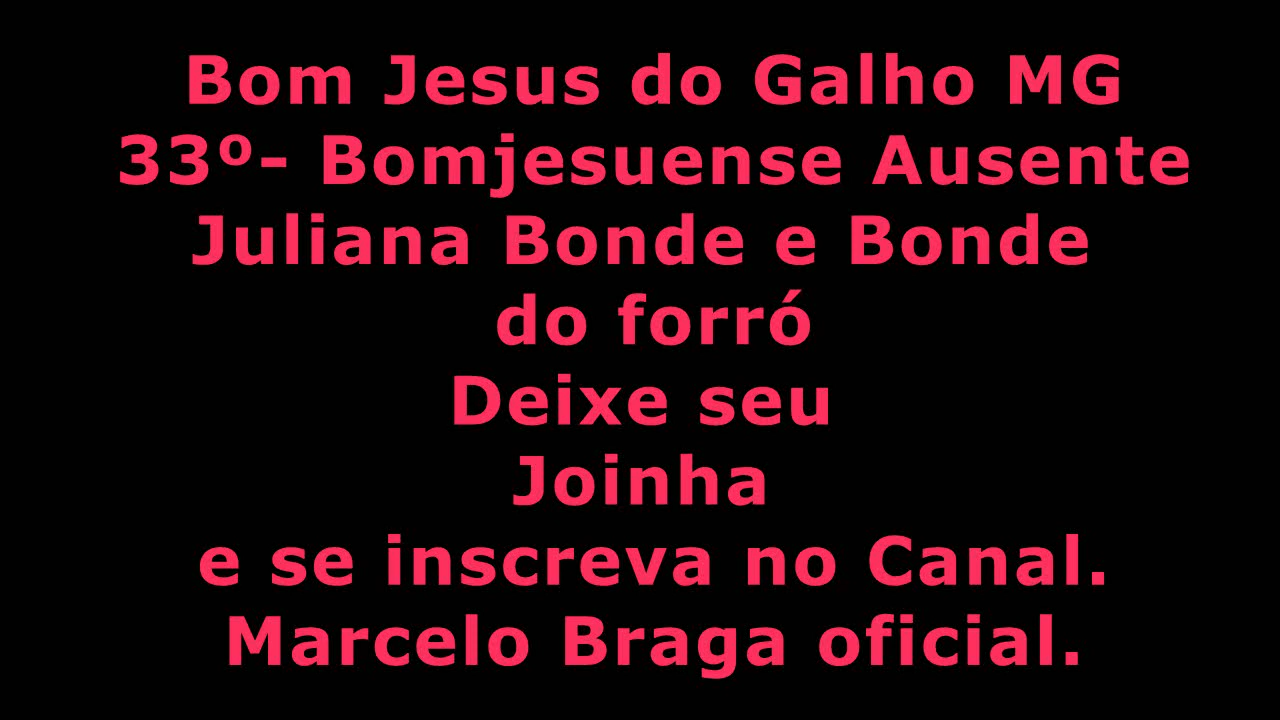 Bom Jesus do Galho MG
33º- Bomjesuense Ausente
Juliana Bonde e Bonde
do forró
Deixe seu
Joinha
e se inscreva no Canal.
Marcelo Braga oficial.